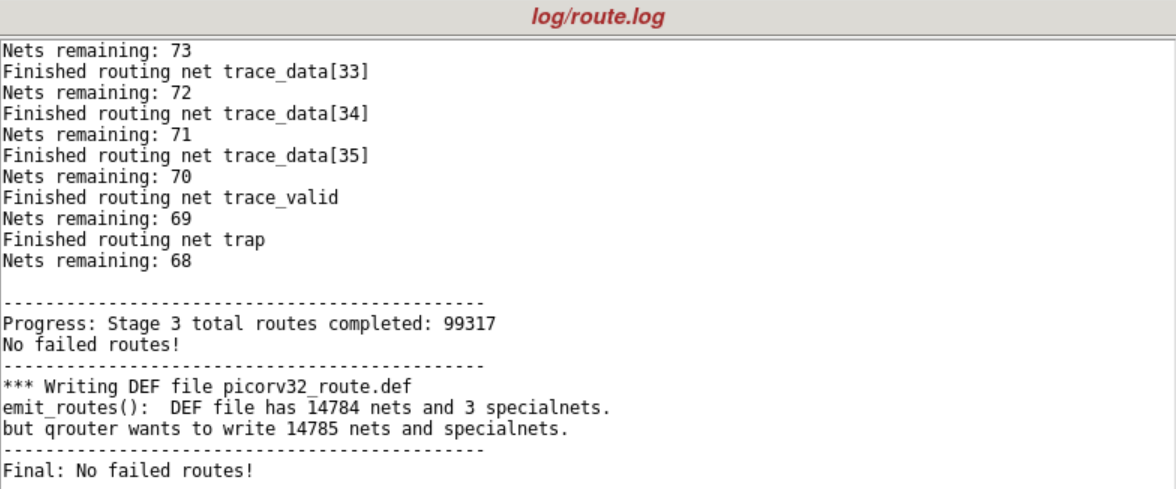 log/route.log
Nets remaining: 73
Finished routing net trace_data[33]
Nets remaining: 72
Finished routing net trace_data[34]
Nets remaining: 71
Finished routing net trace_data[35]
Nets remaining: 70
Finished routing net trace_valid
Nets remaining: 69
Finished routing net trap
Nets remaining: 68
----------------------------------------------
Progress: Stage 3 total routes completed: 99317
No failed routes!
----------------------------------------------
*** Writing DEF file picorv32_route.def
emit_routes():  DEF file has 14784 nets and 3 specialnets.
but qrouter wants to write 14785 nets and specialnets.
----------------------------------------------
Final: No failed routes!